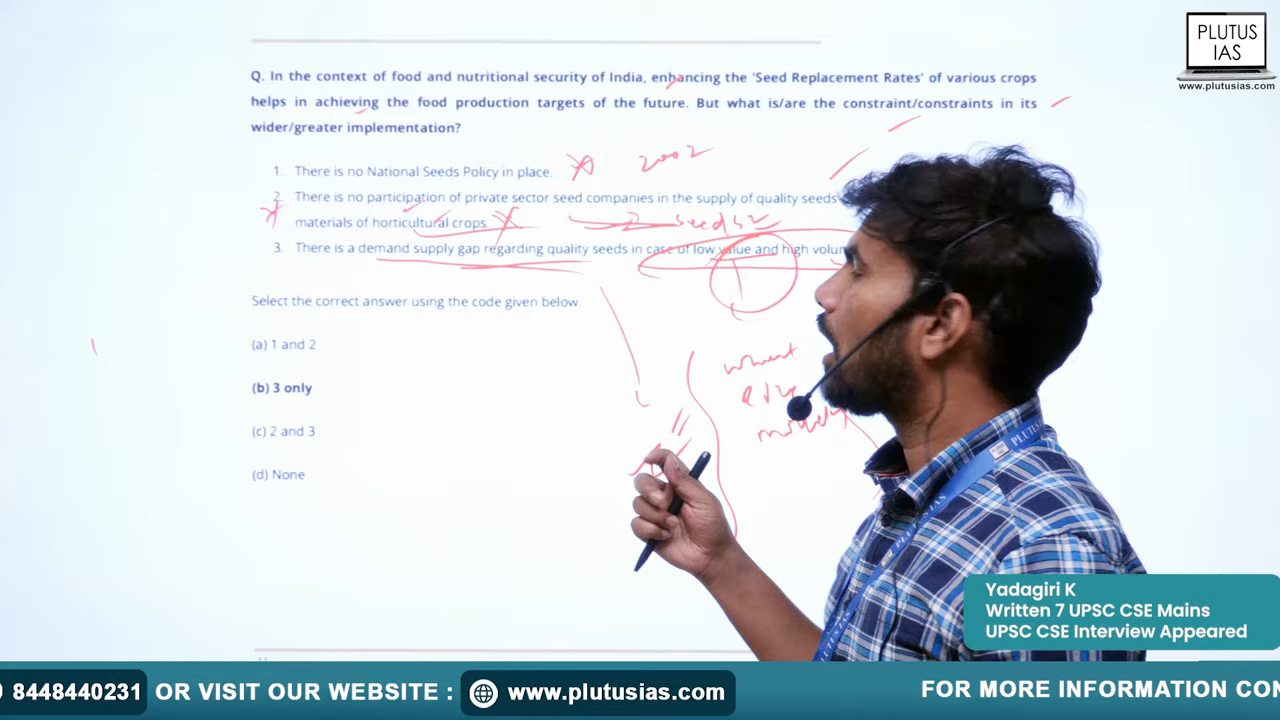 PLUTUS
IAS
www.plutusias.com
Q. In the context of food and nutritional security of India, enhancing the 'Seed Replacement Rates' of various crops
helps in achieving the food production targets of the future. But what is/are the constraint/constraints in its
wider/greater implementation?
1. There is no National Seeds Policy in place. 2002
2. There is no participation of private sector seed companies in the supply of quality seeds
materials of horticultural crops. seeds
3. There is a demand supply gap regarding quality seeds in case of low value and high volum
Select the correct answer using the code given below.
(a) 1 and 2
(b) 3 only
(c) 2 and 3
(d) None
Yadagiri K
Written 7 UPSC CSE Mains
UPSC CSE Interview Appeared
8448440231 OR VISIT OUR WEBSITE : www.plutusias.com FOR MORE INFORMATION CON